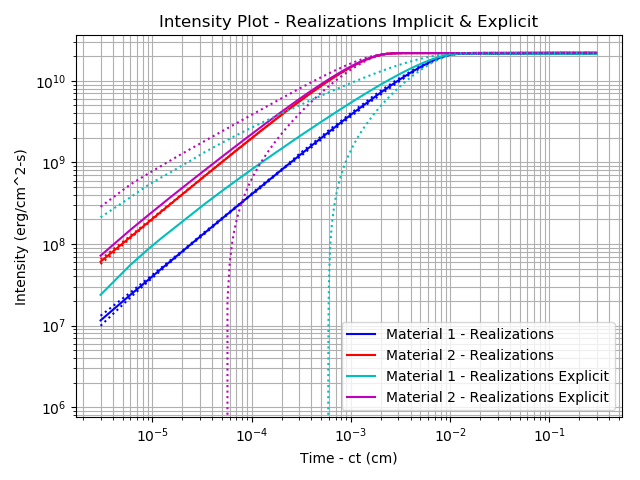 Intensity Plot - Realizations Implicit & Explicit
Intensity (erg/cm^2-s)
10^10
10^9
10^8
10^7
10^6
Material 1 - Realizations
Material 2 - Realizations
Material 1 - Realizations Explicit
Material 2 - Realizations Explicit
10^−5 10^−4 10^−3 10^−2 10^−1
Time - ct (cm)